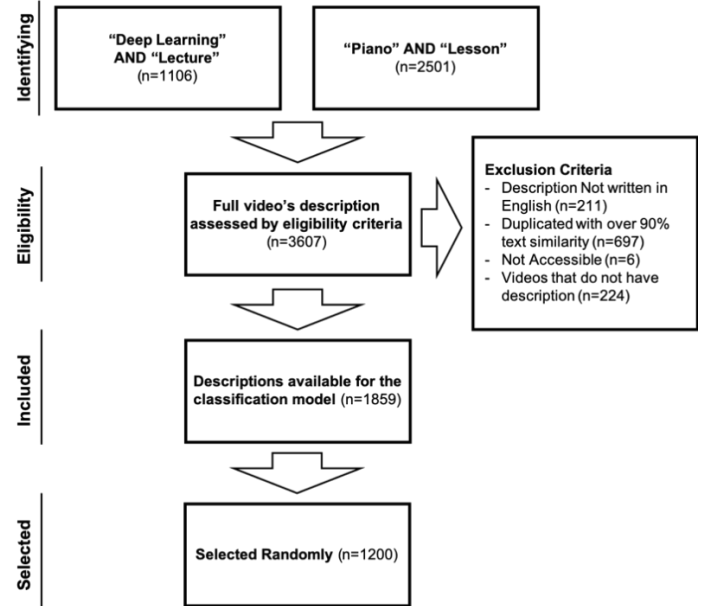 Identifying
“Deep Learning”
AND “Lecture”
(n=1106)
“Piano” AND “Lesson”
(n=2501)
Eligibility
Full video’s description
assessed by eligibility criteria
(n=3607)
Exclusion Criteria
- Description Not written in
English (n=211)
- Duplicated with over 90%
text similarity (n=697)
- Not Accessible (n=6)
- Videos that do not have
description (n=224)
Included
Descriptions available for the
classification model (n=1859)
Selected
Selected Randomly (n=1200)